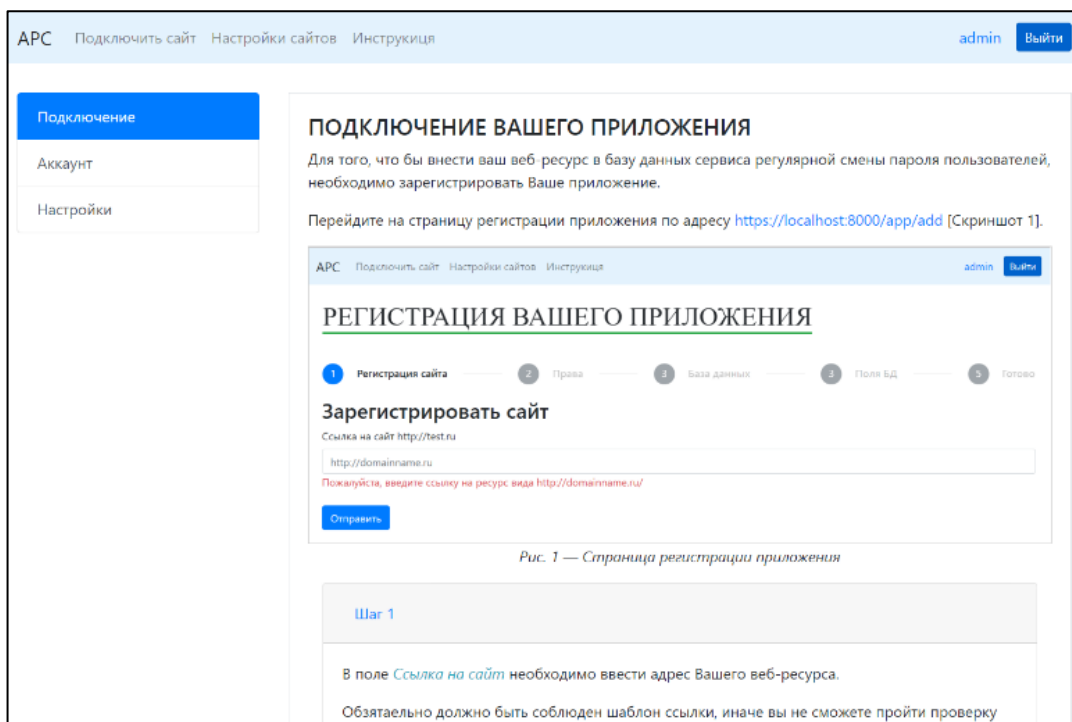 APC Подключить сайт Настройки сайтов Инструкиця admin Выйти
Подключение
Аккаунт
Настройки
ПОДКЛЮЧЕНИЕ ВАШЕГО ПРИЛОЖЕНИЯ
Для того, что бы внести ваш веб-ресурс в базу данных сервиса регулярной смены пароля пользователей,
необходимо зарегистрировать Ваше приложение.
Перейдите на страницу регистрации приложения по адресу https://localhost:8000/app/add [Скриншот 1].
APC Подключить сайт Настройки сайтов Инструкиця admin Выйти
РЕГИСТРАЦИЯ ВАШЕГО ПРИЛОЖЕНИЯ
1 Регистрация сайта 2 Права 3 База данных 3 Поля БД 5 Готово
Зарегистрировать сайт
Ссылка на сайт http://test.ru
http://domainname.ru
Пожалуйста, введите ссылку на ресурс вида http://domainname.ru/
Отправить
Рис. 1 — Страница регистрации приложения
Шаг 1
В поле Ссылка на сайт необходимо ввести адрес Вашего веб-ресурса.
Обзятаельно должно быть соблюден шаблон ссылки, иначе вы не сможете пройти проверку